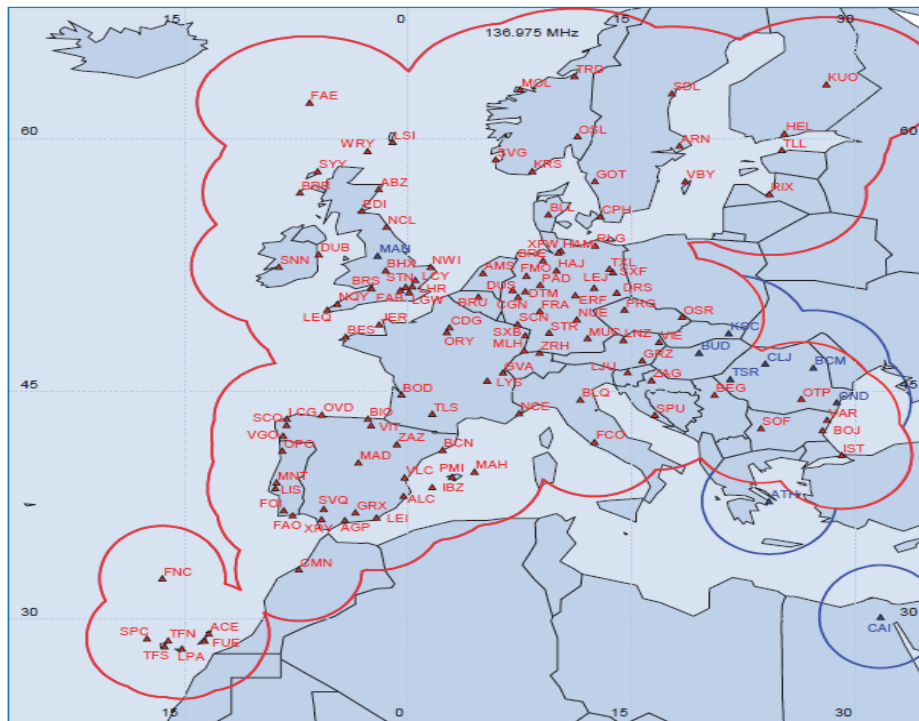 15 0 15 30
136.975 MHz
TRD
MOL
KUO
SDL
FAE
60 LSI OSL HEL 60
WRY ARN TLL
SVG
SYY KRS
GOT VBY
ABZ RIX
EDI BLL CPH
NCL
DUB MAN XFW HAM RLG
SNN BHX NWI BRE
AMS FMO HAJ TXL
BRS STN LCY DUS PAD LEJ SXF
NQY FAB LHR DTM DRS
LGW BRU CGN ERF
LEQ JER FRA PRG OSR
CDG SCN NUE
BES ORY SXB STR MUC LNZ VIE KSC
MLH ZRH BUD
GVA GRZ CLJ
LYS LJU ZAG TSR BCM
45 BOD BLQ BEG OTP CND 45
SCQ LCG OVD BIO TLS NCE SPU VAR
VGO VIT SOF BOJ
OPO ZAZ BCN FCO IST
MAD
MNT VLC PMI MAH
LIS IBZ ATH
FOI SVQ GRX ALC
FAO XRY AGP LEI
CMN
FNC
30 30
SPC TFN ACE CAI
TFS LPA FUE
15 0 15 30